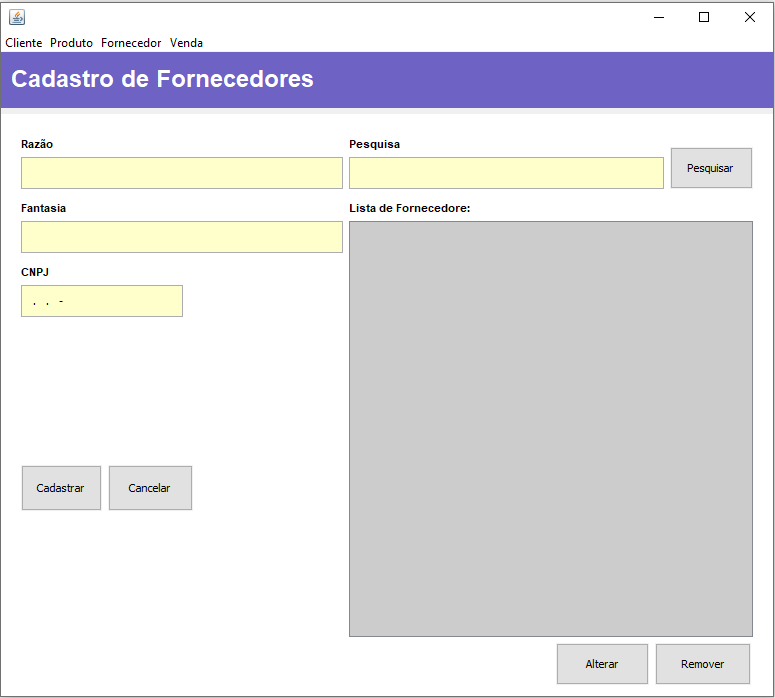 Cliente Produto Fornecedor Venda
Cadastro de Fornecedores
Razão
Pesquisa
Pesquisar
Fantasia
Lista de Fornecedore:
CNPJ
. . -
Cadastrar
Cancelar
Alterar
Remover